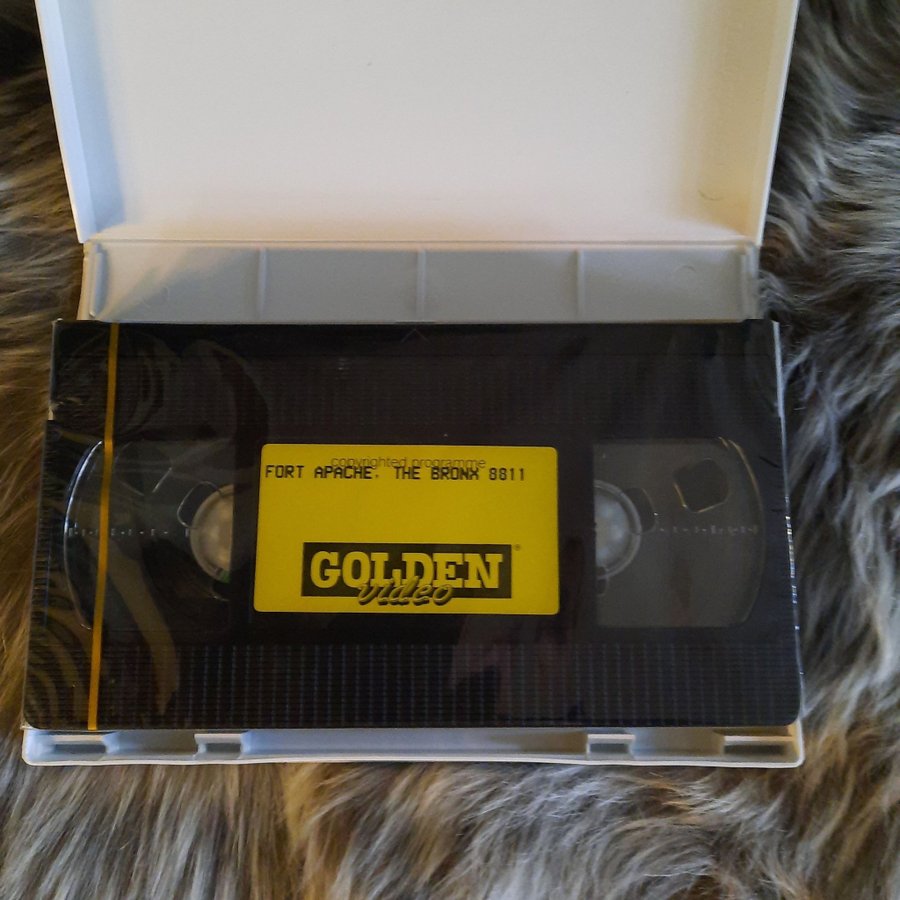 copyrighted programme
FORT APACHE. THE BRONX 8811
GOLDEN®
video